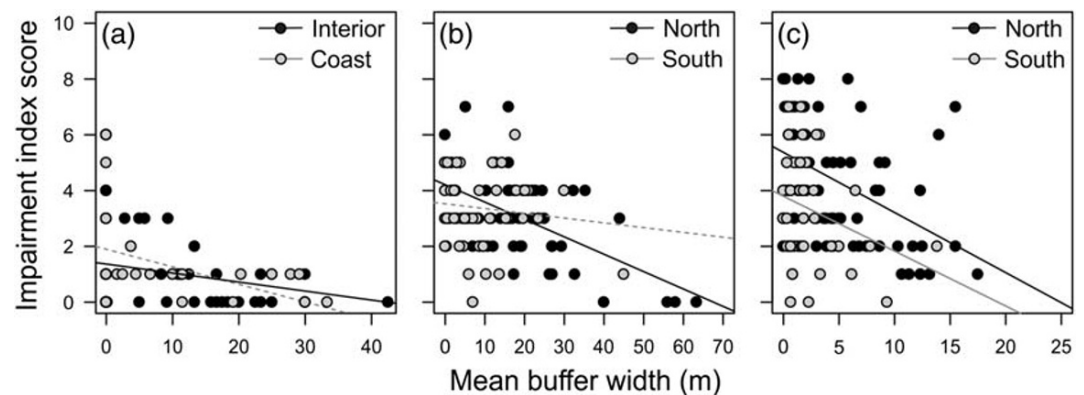 Impairment index score
10
8
6
4
2
0
(a)
Interior
Coast
0 10 20 30 40
(b)
North
South
0 10 20 30 40 50 60 70
(c)
North
South
0 5 10 15 20 25
Mean buffer width (m)